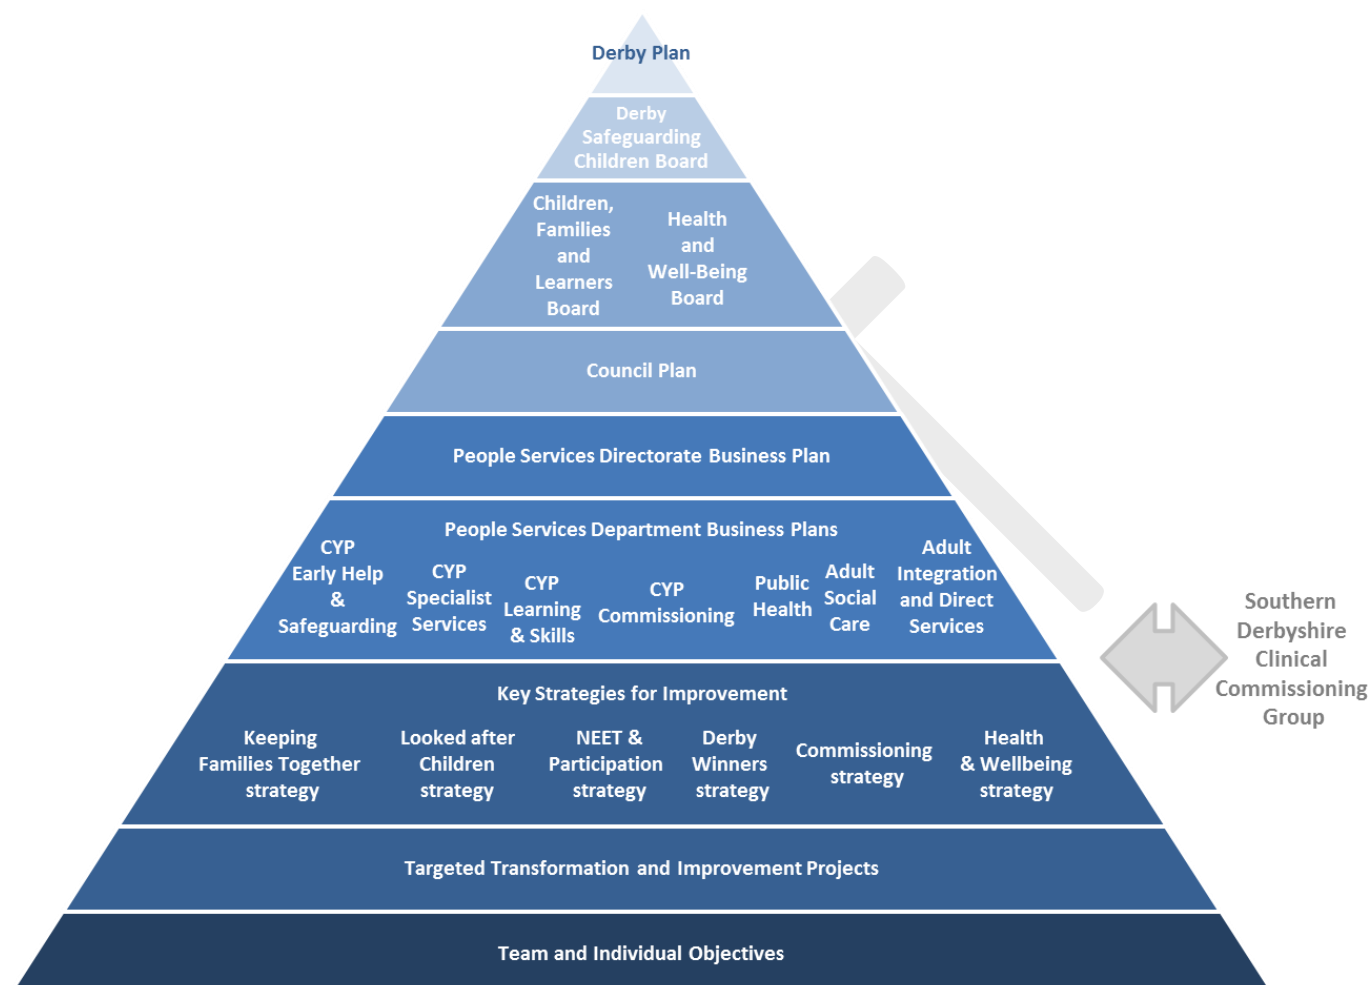 Derby Plan
Derby
Safeguarding
Children Board
Children,
Families
and
Learners
Board
Health
and
Well-Being
Board
Council Plan
People Services Directorate Business Plan
People Services Department Business Plans
CYP
Early Help
&
Safeguarding
CYP
Specialist
Services
CYP
Learning
& Skills
CYP
Commissioning
Public
Health
Adult
Social
Care
Adult
Integration
and Direct
Services
Southern
Derbyshire
Clinical
Commissioning
Group
Key Strategies for Improvement
Keeping
Families Together
strategy
Looked after
Children
strategy
NEET &
Participation
strategy
Derby
Winners
strategy
Commissioning
strategy
Health
& Wellbeing
strategy
Targeted Transformation and Improvement Projects
Team and Individual Objectives